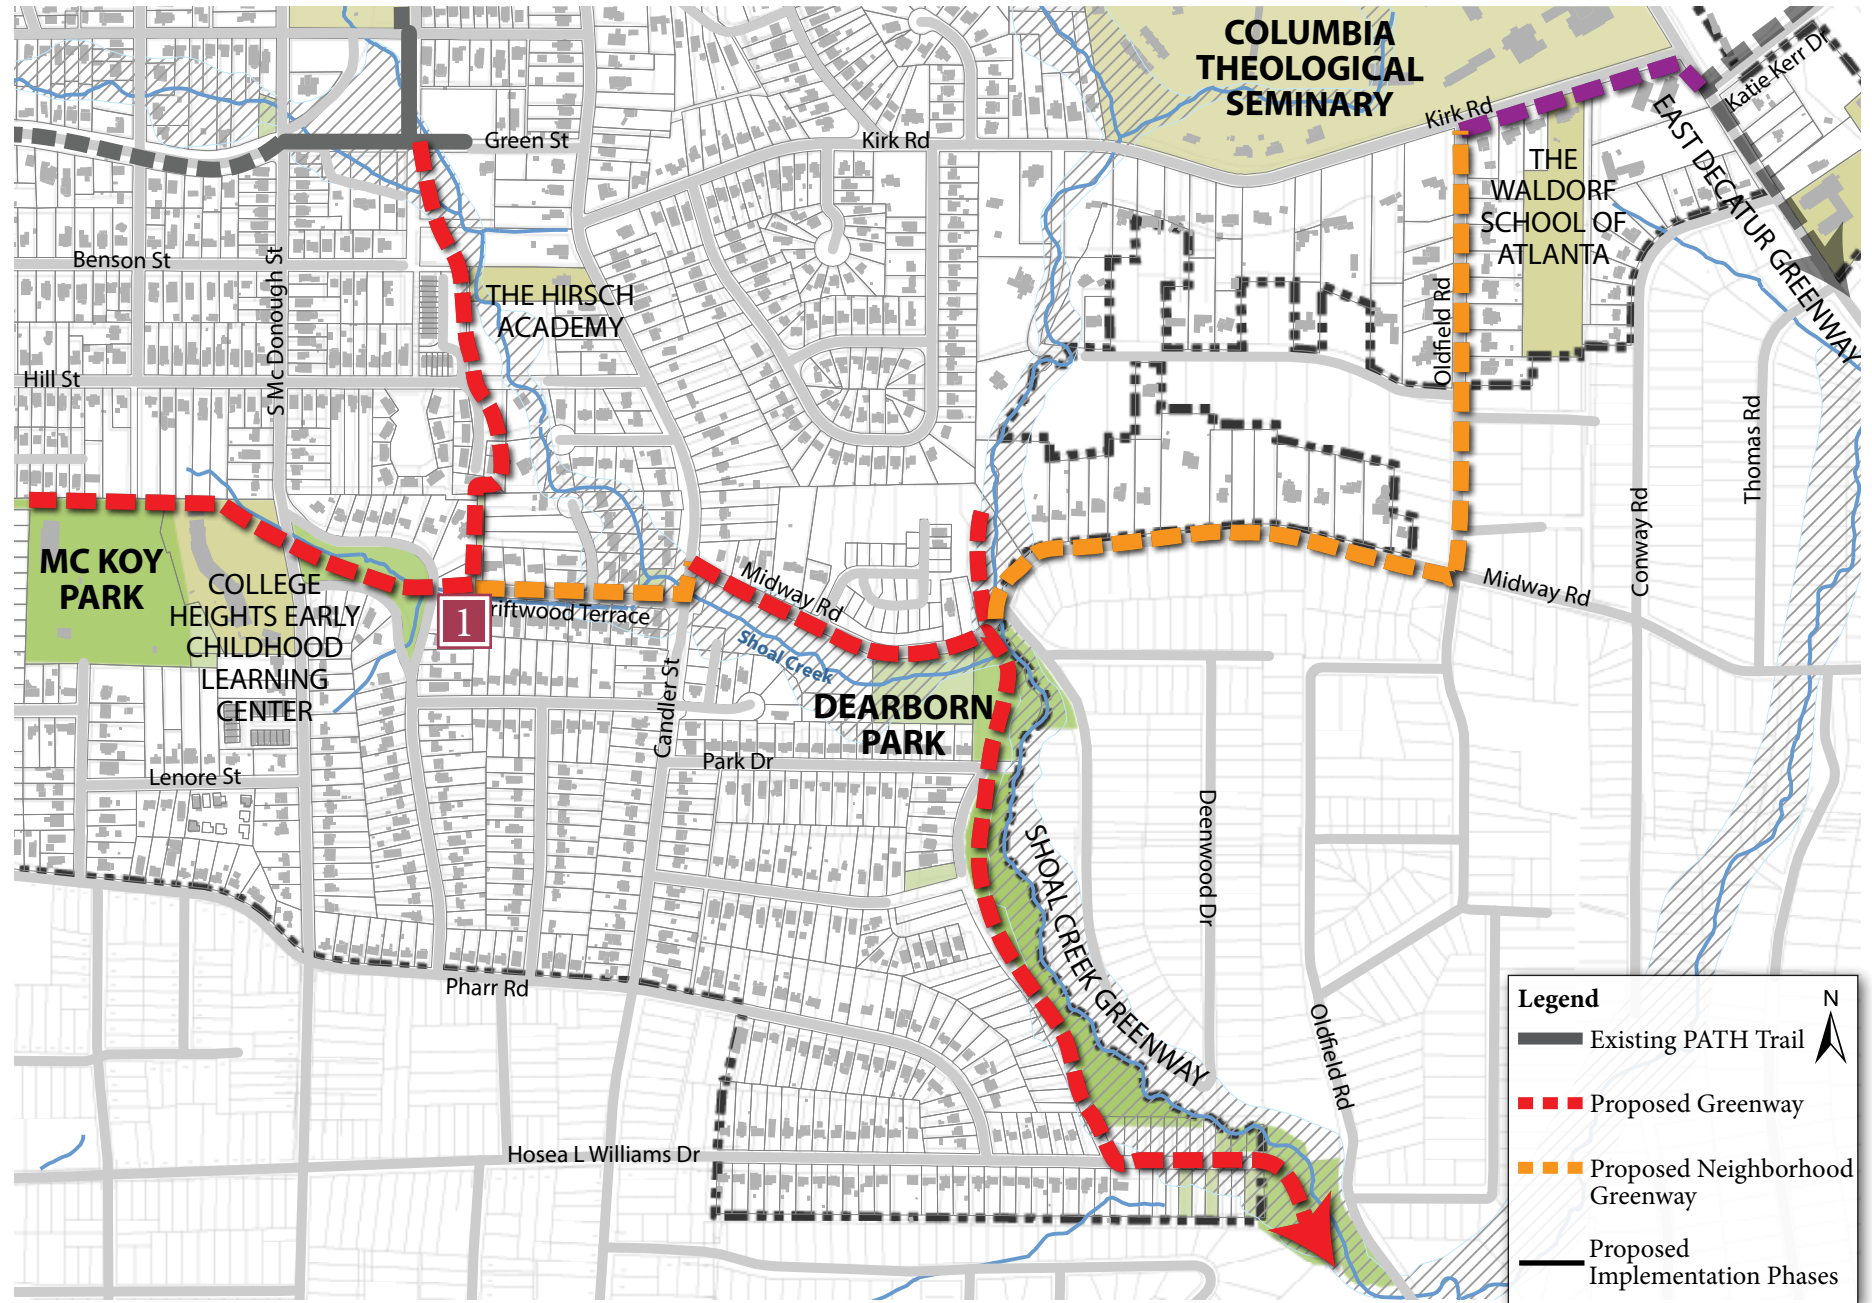 COLUMBIA
THEOLOGICAL
SEMINARY
Katie Kerr Dr
Kirk Rd
Green St
Kirk Rd
EAST DECATUR GREENWAY
THE
WALDORF
SCHOOL OF
ATLANTA
Benson St
S Mc Donough St
THE HIRSCH
ACADEMY
Oldfield Rd
Hill St
Thomas Rd
Conway Rd
MC KOY
PARK
COLLEGE
HEIGHTS EARLY
CHILDHOOD
LEARNING
CENTER
1
riftwood Terrace
Midway Rd
Midway Rd
Shoal Creek
Candler St
DEARBORN
PARK
Park Dr
Lenore St
Deenwood Dr
SHOAL CREEK GREENWAY
Pharr Rd
Oldfield Rd
Hosea L Williams Dr
Legend
N
Existing PATH Trail
Proposed Greenway
Proposed Neighborhood
Greenway
Proposed
Implementation Phases